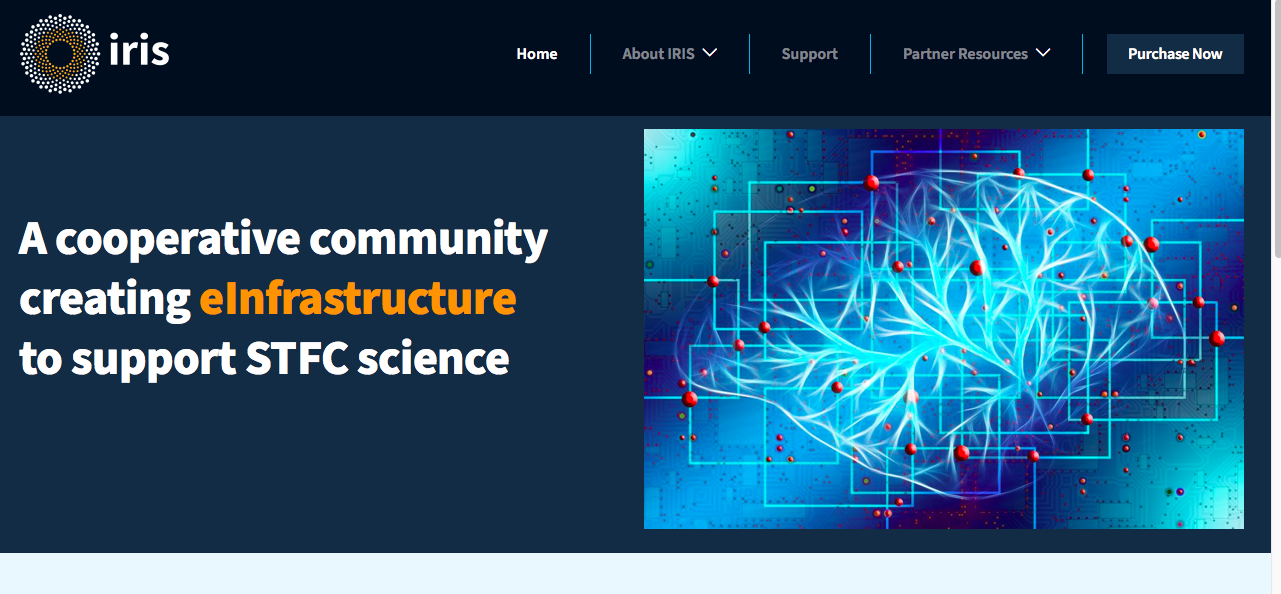 iris
Home
About IRIS
Support
Partner Resources
Purchase Now
A cooperative community
creating eInfrastructure
to support STFC science